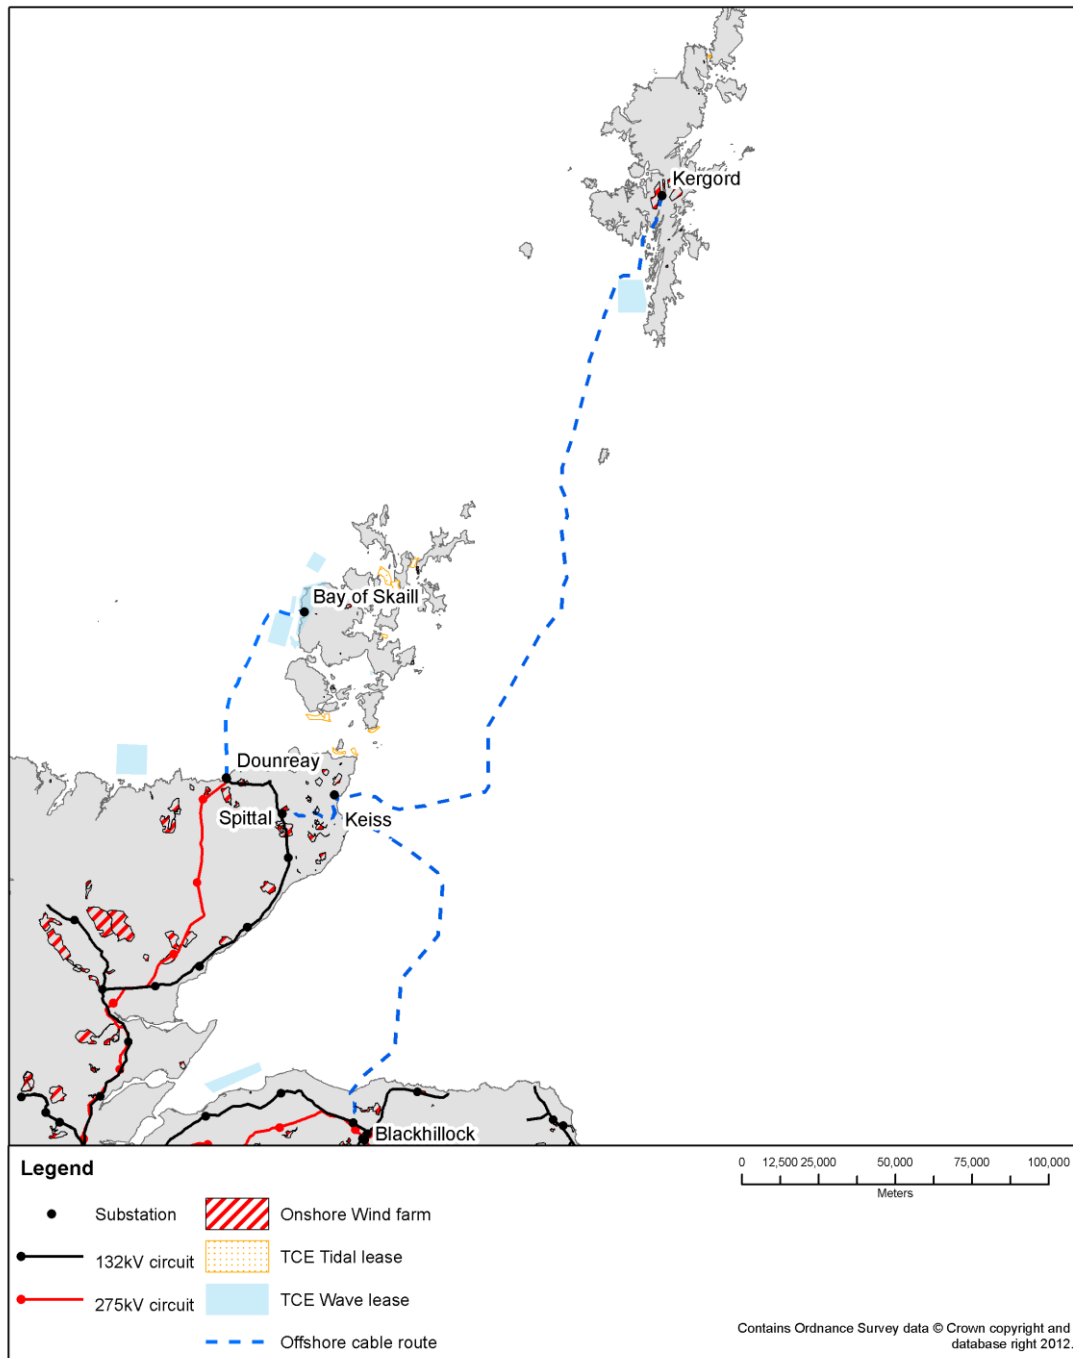 Kergord
Bay of Skaill
Dounreay
Spittal
Keiss
Blackhillock
Legend
Substation
132kV circuit
275kV circuit
Onshore Wind farm
TCE Tidal lease
TCE Wave lease
Offshore cable route
0 12,500 25,000 50,000 75,000 100,000
Meters
Contains Ordnance Survey data © Crown copyright and
database right 2012.